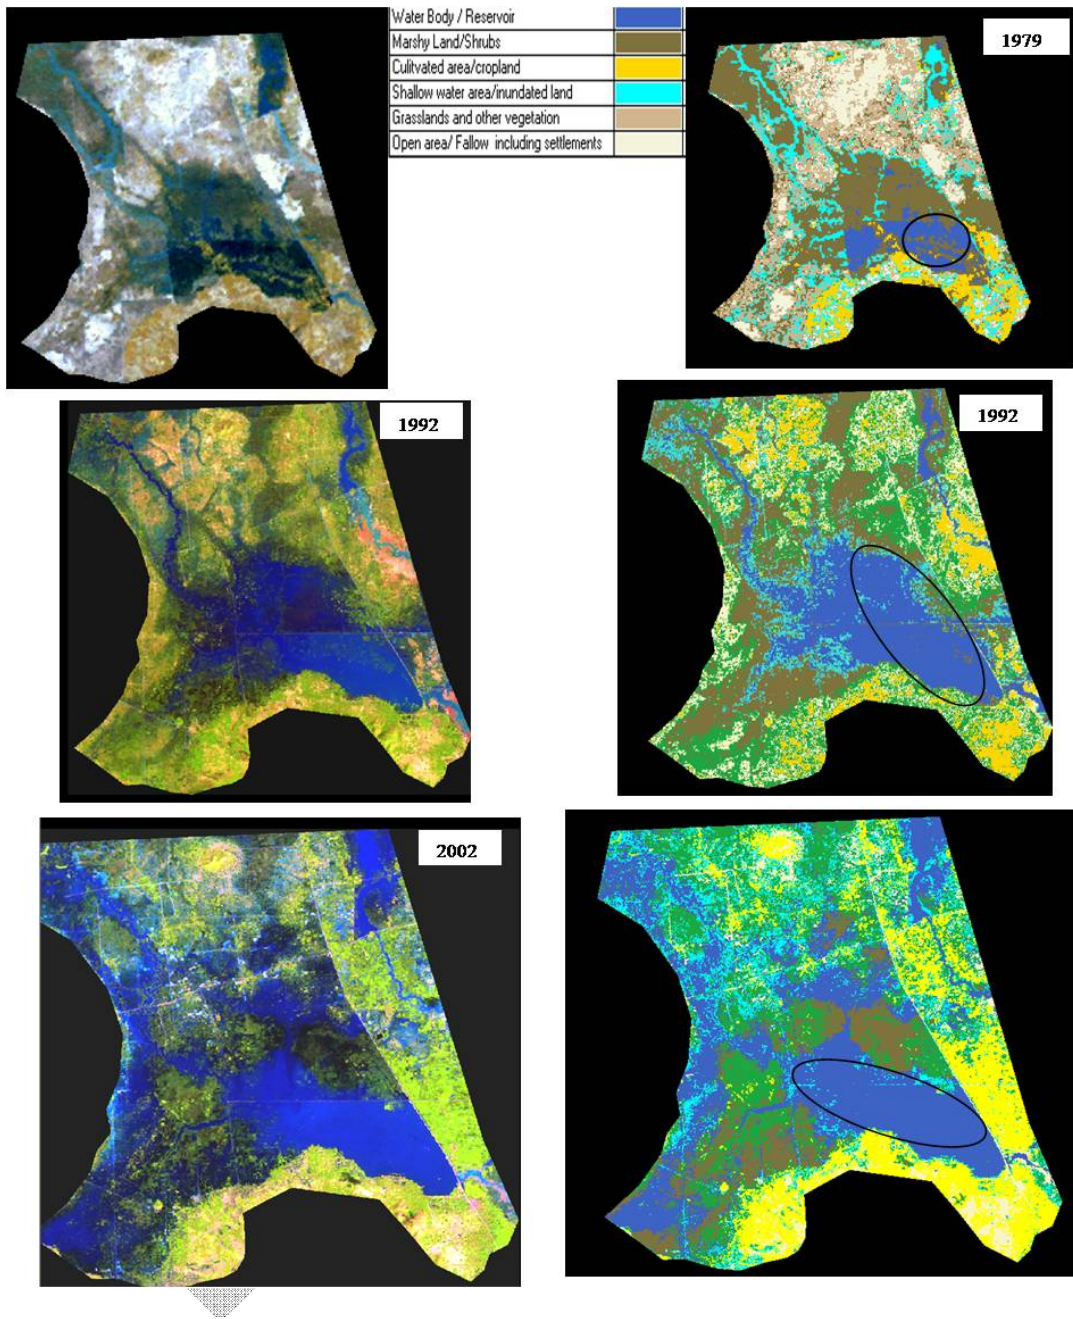 Water Body / Reservoir
Marshy Land/Shrubs
Culitvated area/cropland
Shallow water area/inundated land
Grasslands and other vegetation
Open area/ Fallow including settlements
1979
1992
1992
2002